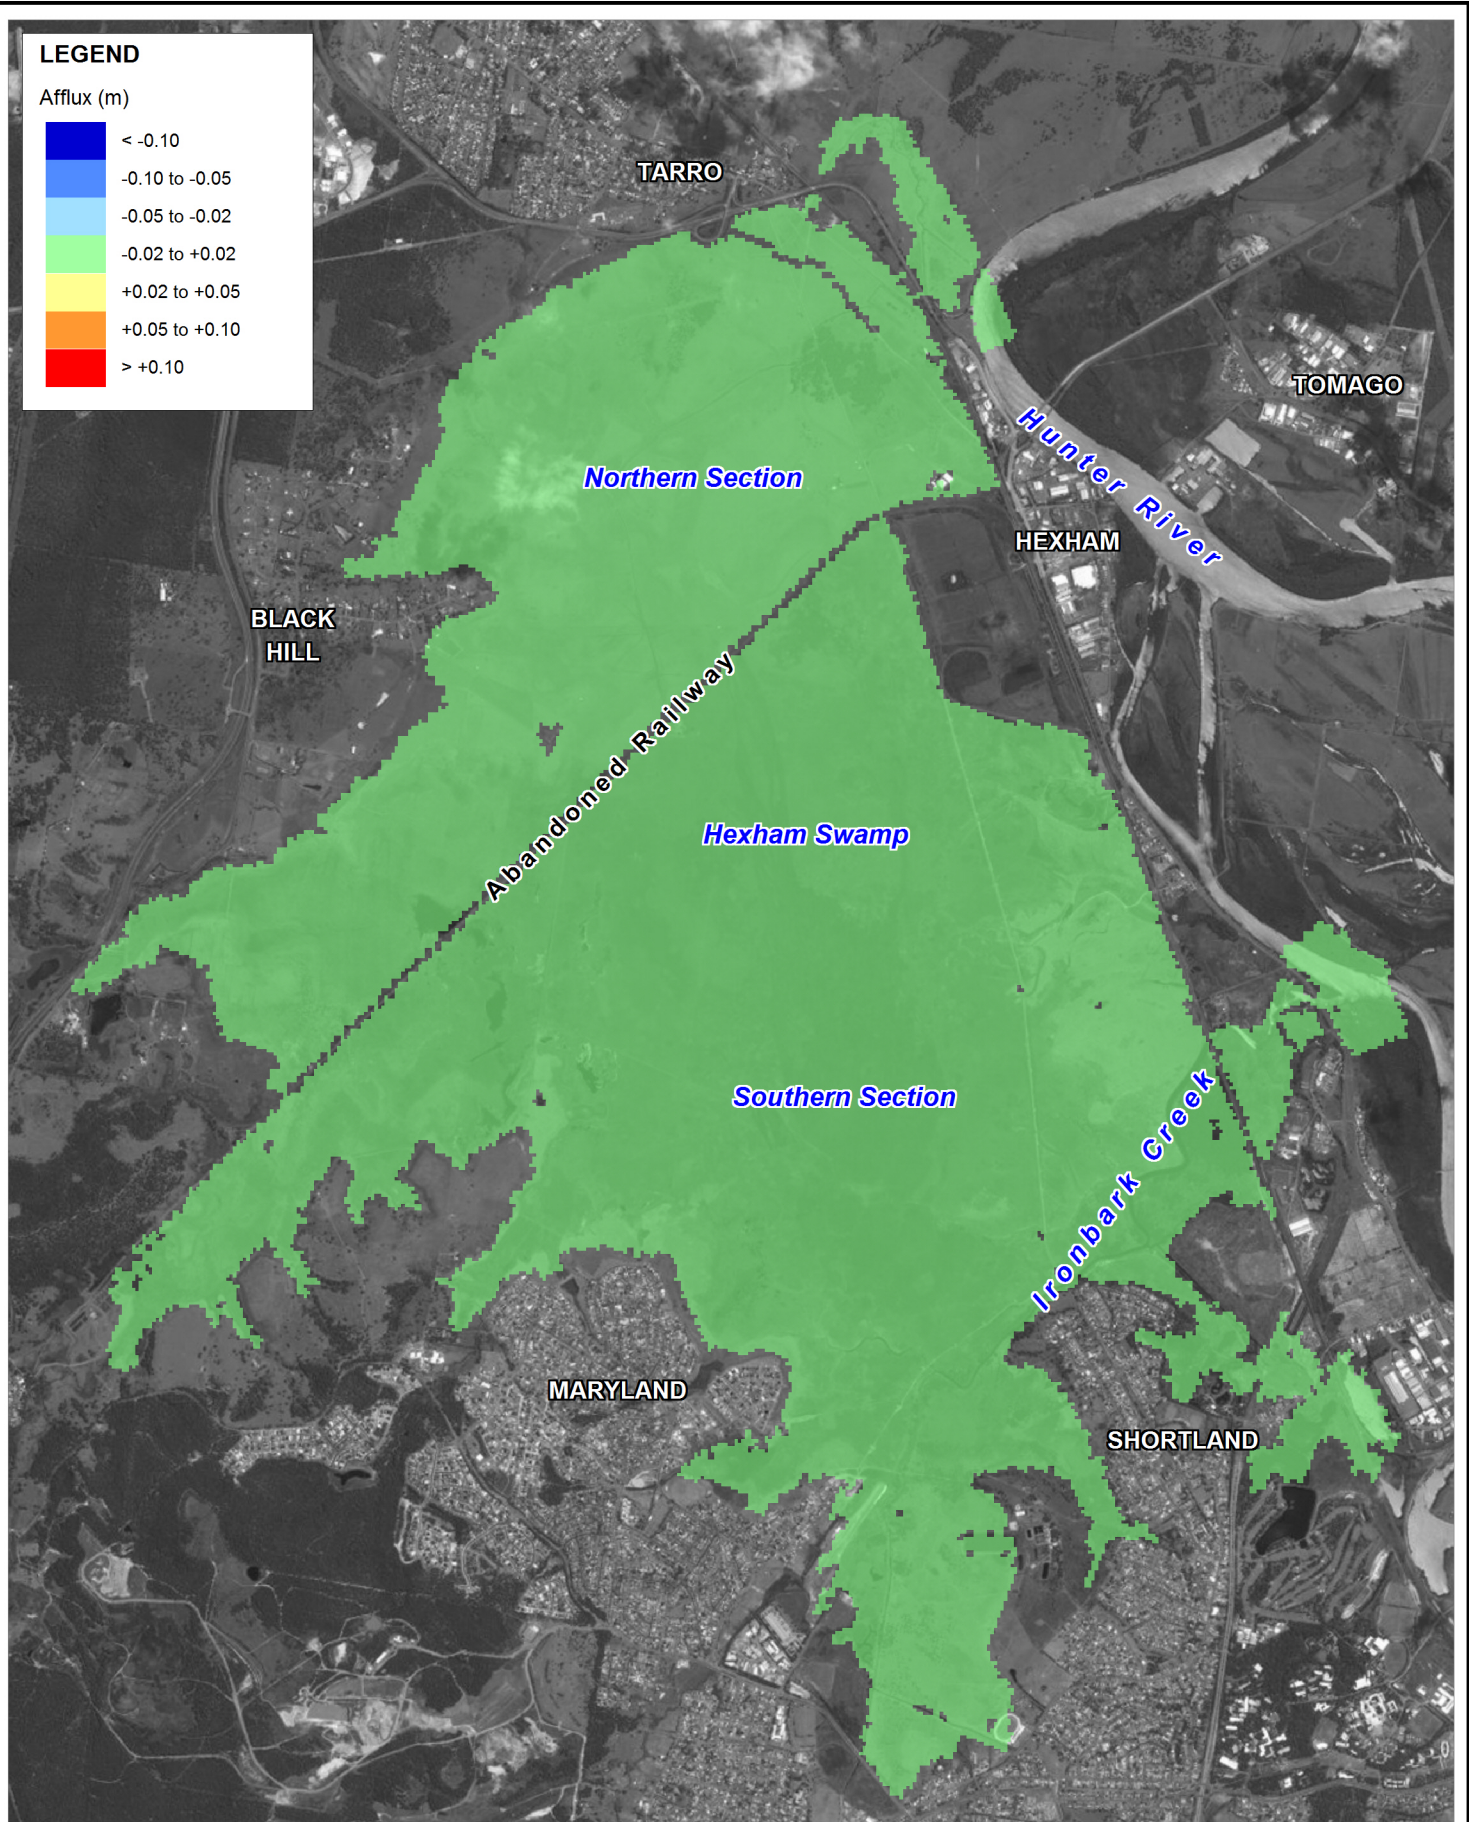 LEGEND
Afflux (m)
< -0.10
-0.10 to -0.05
-0.05 to -0.02
-0.02 to +0.02
+0.02 to +0.05
+0.05 to +0.10
> +0.10
TARRO
TOMAGO
Hunter River
Northern Section
HEXHAM
BLACK
HILL
Abandoned Railway
Hexham Swamp
Southern Section
Ironbark Creek
MARYLAND
SHORTLAND